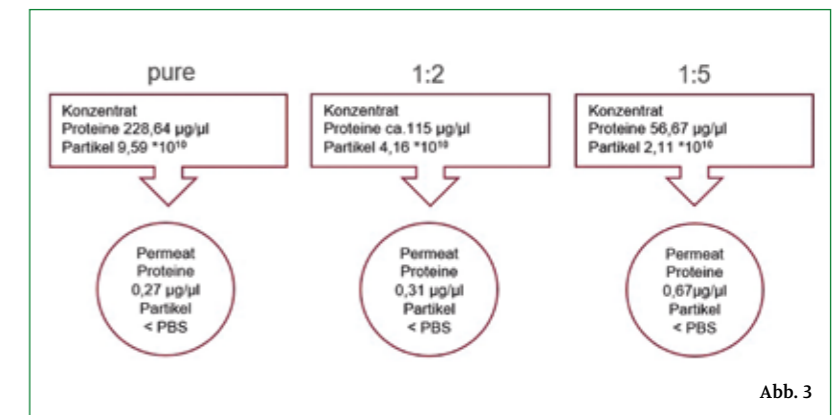 pure
Konzentrat
Proteine 228,64 µg/µl
Partikel 9,59 *10¹⁰
Permeat
Proteine
0,27 µg/µl
Partikel
< PBS
1:2
Konzentrat
Proteine ca.115 µg/µl
Partikel 4,16 *10¹⁰
Permeat
Proteine
0,31 µg/µl
Partikel
< PBS
1:5
Konzentrat
Proteine 56,67 µg/µl
Partikel 2,11 *10¹⁰
Permeat
Proteine
0,67µg/µl
Partikel
< PBS
Abb. 3